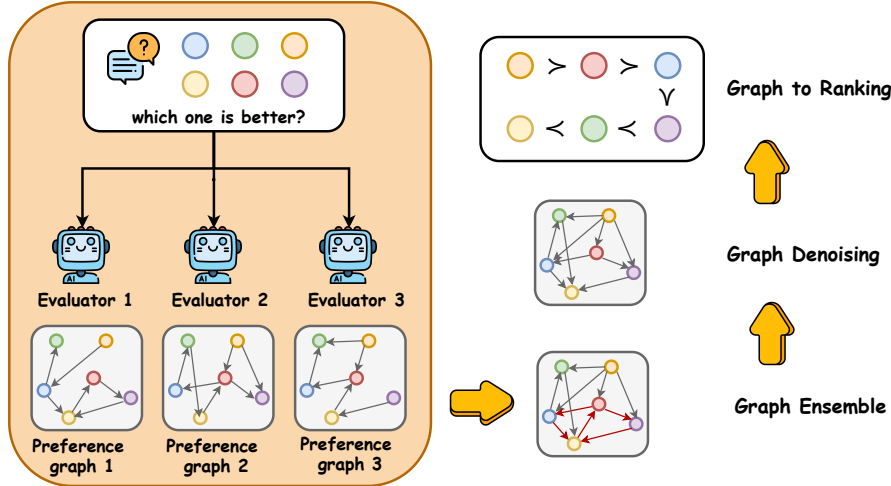 ?
which one is better?
AI
AI
AI
Evaluator 1
Evaluator 2
Evaluator 3
Preference
graph 1
Preference
graph 2
Preference
graph 3
≻ ≻
≻
≺ ≺
Graph to Ranking
Graph Denoising
Graph Ensemble